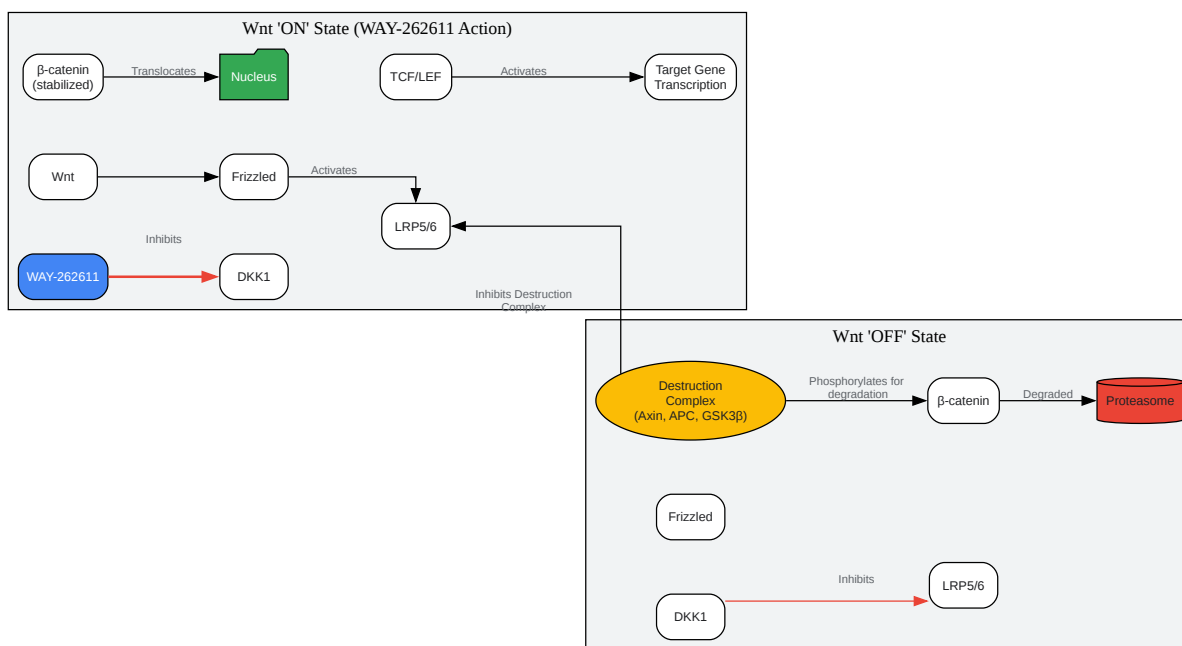 Wnt 'ON' State (WAY-262611 Action)
β-catenin
(stabilized)
Translocates
Nucleus
TCF/LEF
Activates
Target Gene
Transcription
Wnt
Frizzled
Activates
LRP5/6
Inhibits
WAY-262611
DKK1
Inhibits Destruction
Complex
Wnt 'OFF' State
Destruction
Complex
(Axin, APC, GSK3β)
Phosphorylates for
degradation
β-catenin
Degraded
Proteasome
Frizzled
Inhibits
LRP5/6
DKK1